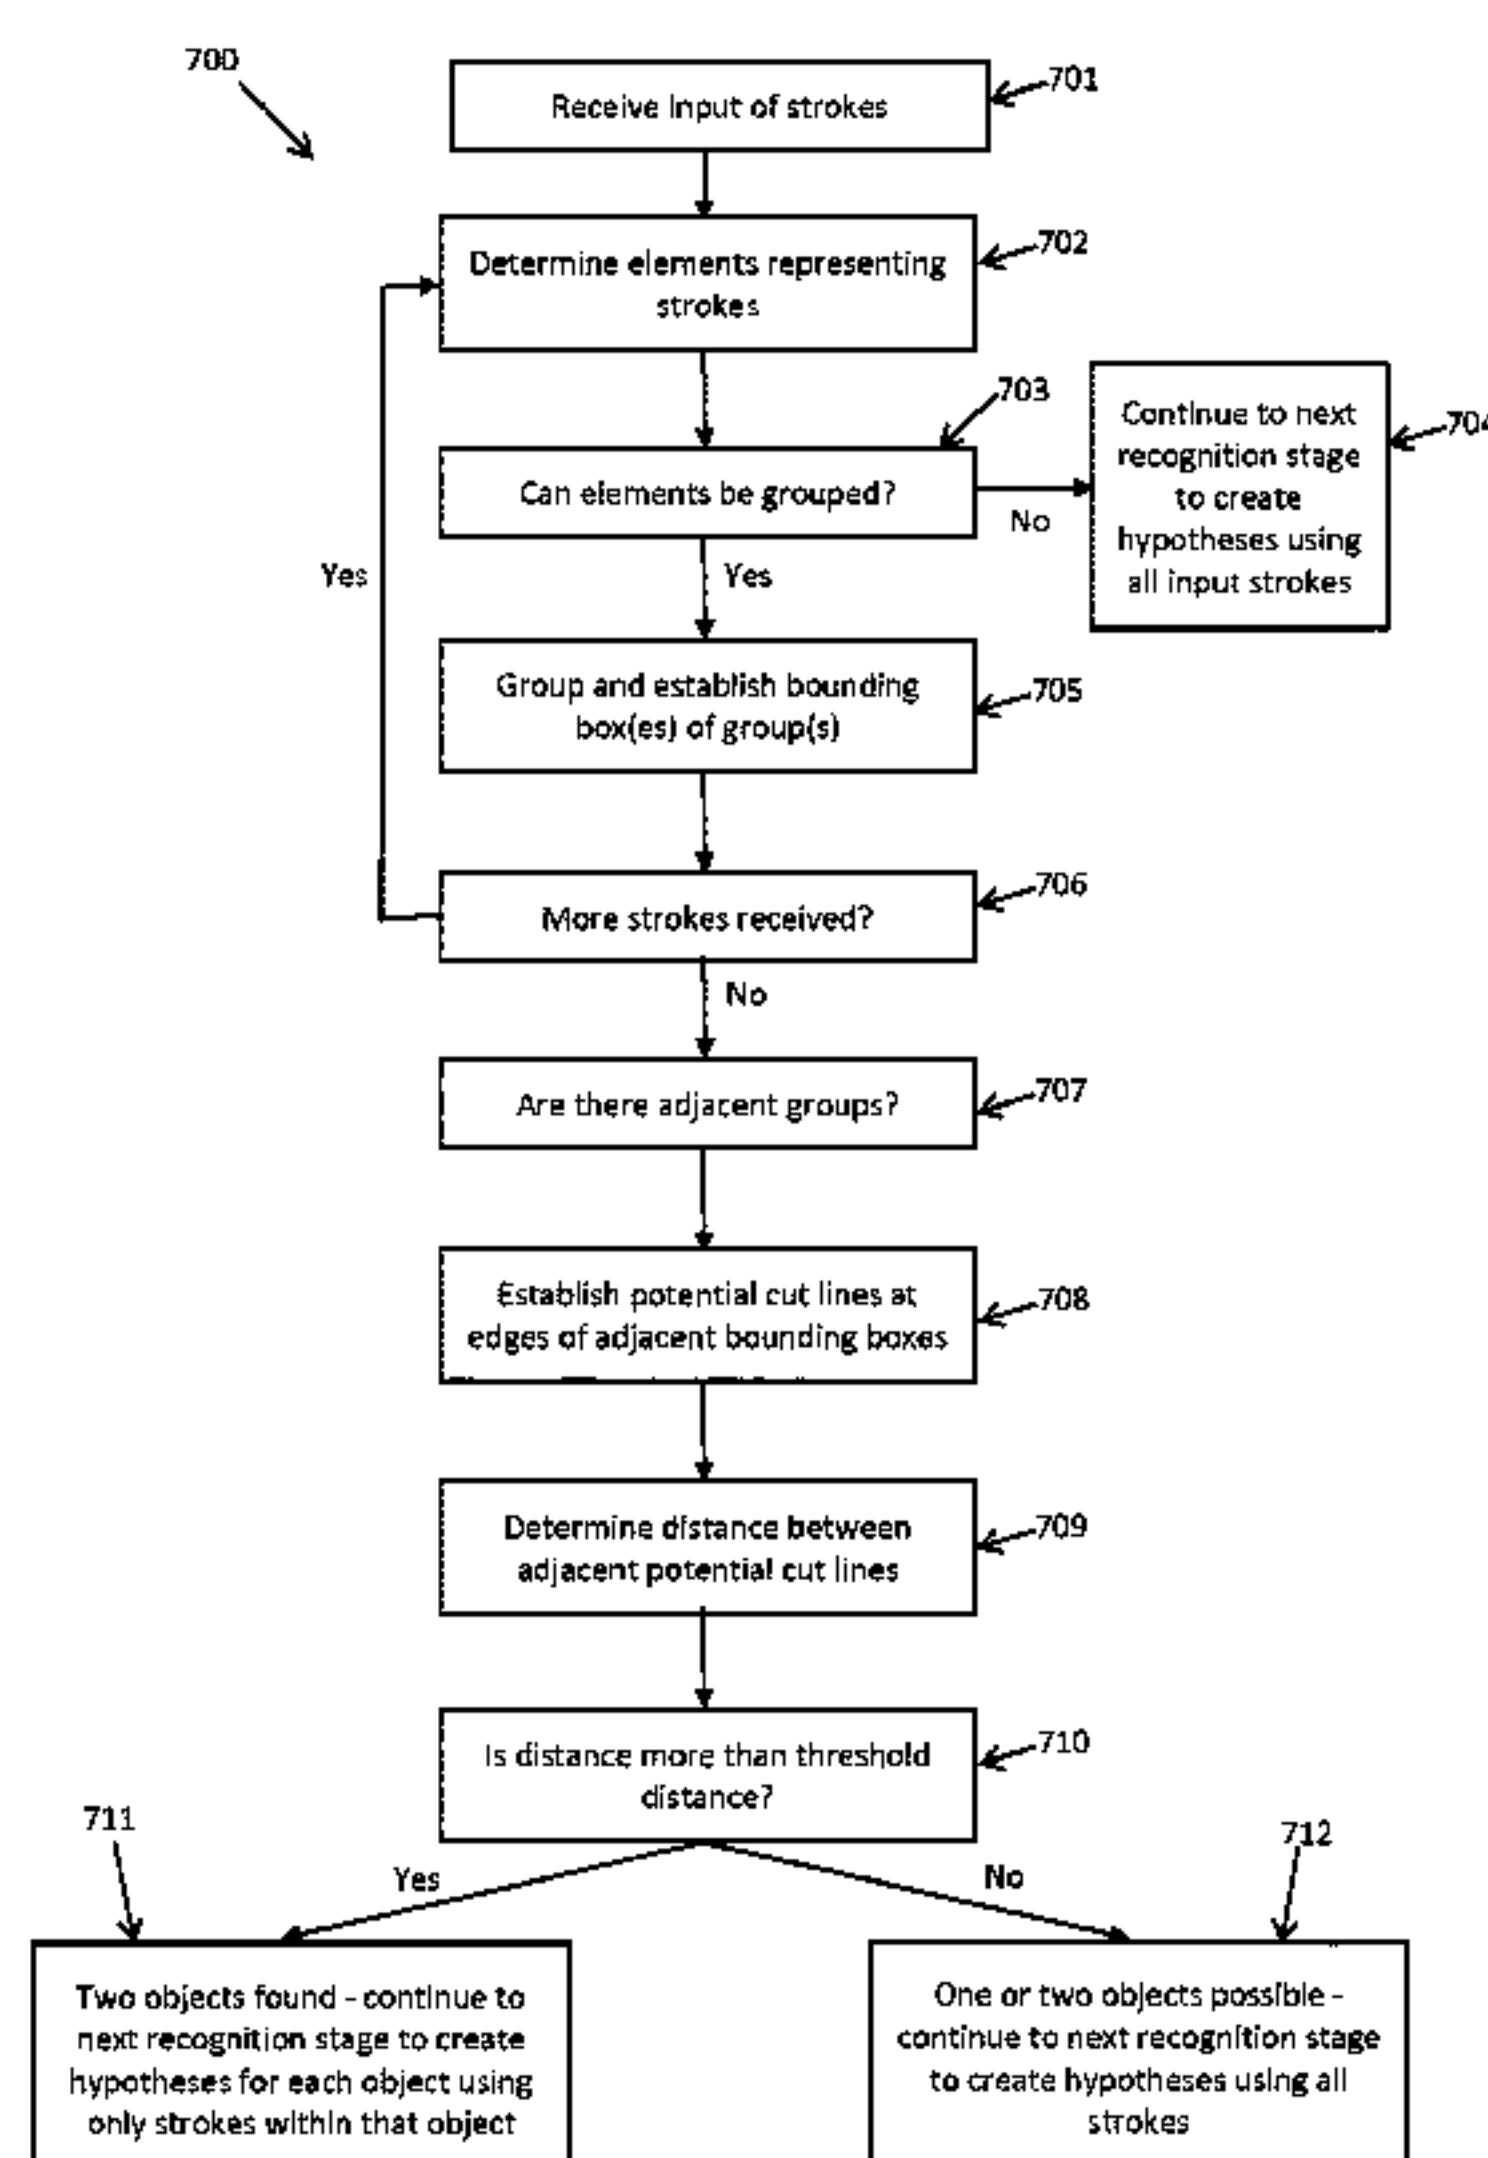 700
Receive Input of strokes
701
Determine elements representing
strokes
702
703
Can elements be grouped?
No
Continue to next
recognition stage
to create
hypotheses using
all input strokes
704
Yes
Yes
Group and establish bounding
box(es) of group(s)
705
More strokes received?
706
No
Are there adjacent groups?
707
Establish potential cut lines at
edges of adjacent bounding boxes
708
Determine distance between
adjacent potential cut lines
709
Is distance more than threshold
distance?
710
711
Yes
No
712
Two objects found - continue to
next recognition stage to create
hypotheses for each object using
only strokes within that object
One or two objects possible -
continue to next recognition stage
to create hypotheses using all
strokes